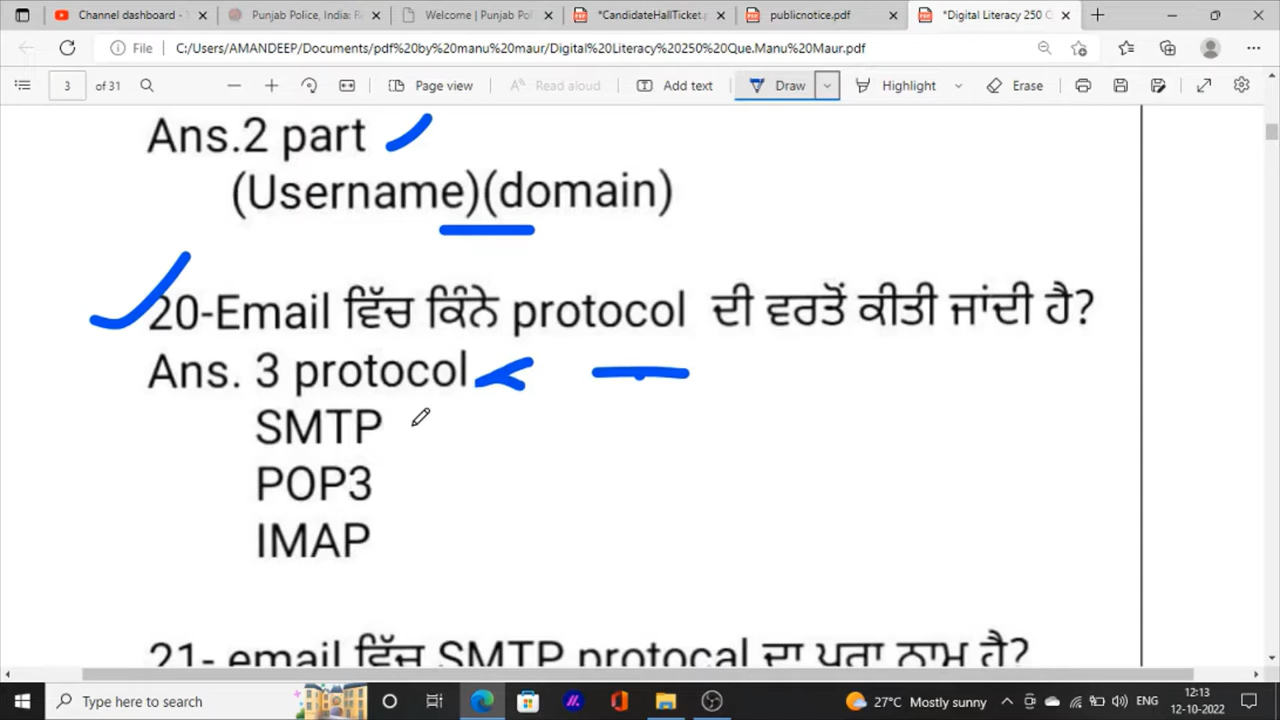 Channel dashboard -
Punjab Police, India: R
Welcome | Punjab Pol
*CandidateHallTicket.p
publicnotice.pdf
*Digital Literacy 250 Q
File C:/Users/AMANDEEP/Documents/pdf%20by%20manu%20maur/Digital%20Literacy%20250%20Que.Manu%20Maur.pdf
3 of 31 Page view Read aloud Add text Draw Highlight Erase
Ans.2 part
(Username)(domain)
20-Email ਵਿੱਚ ਕਿੰਨੇ protocol ਦੀ ਵਰਤੋਂ ਕੀਤੀ ਜਾਂਦੀ ਹੈ?
Ans. 3 protocol
SMTP
POP3
IMAP
21- email ਵਿੱਚ SMTP protocal ਦਾ ਪੂਰਾ ਨਾਮ ਹੈ?
Type here to search
27°C Mostly sunny
ENG
12:13
12-10-2022